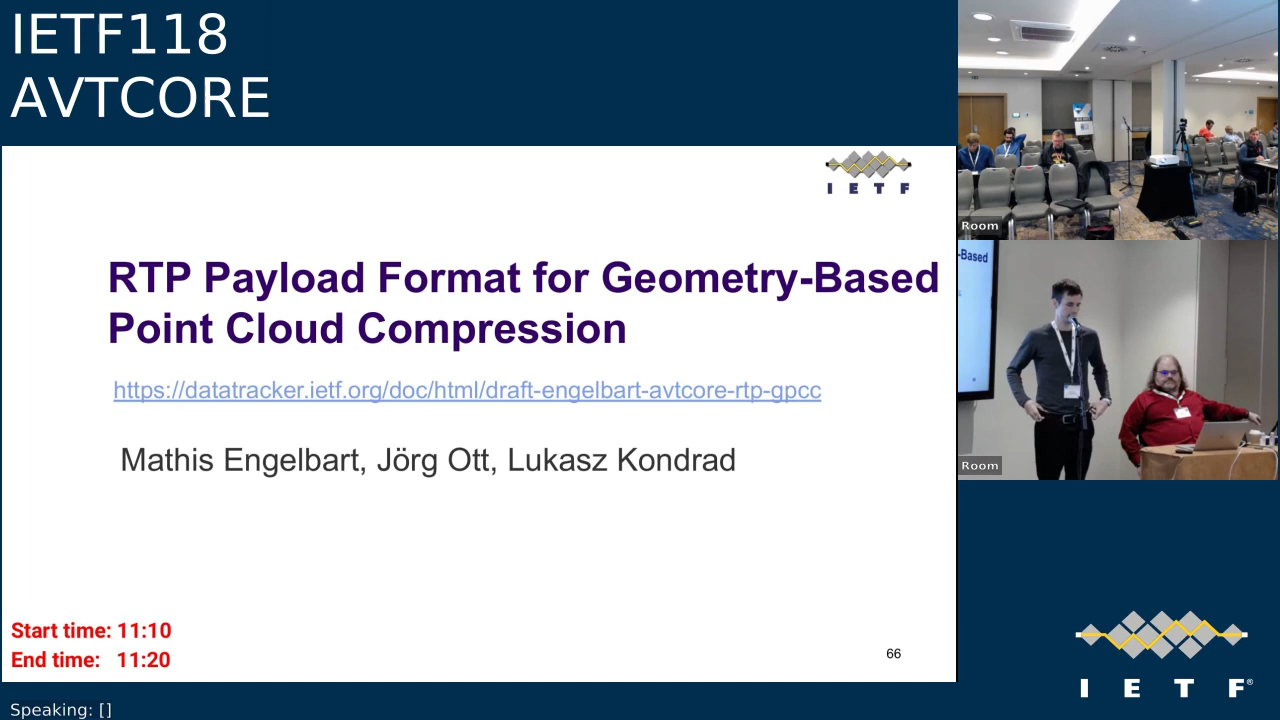 IETF118
AVTCORE
I E T F
RTP Payload Format for Geometry-Based
Point Cloud Compression
https://datatracker.ietf.org/doc/html/draft-engelbart-avtcore-rtp-gpcc
Mathis Engelbart, Jörg Ott, Lukasz Kondrad
Start time: 11:10
End time: 11:20
66
Speaking: []
Room
-Based
Room
I E T F®